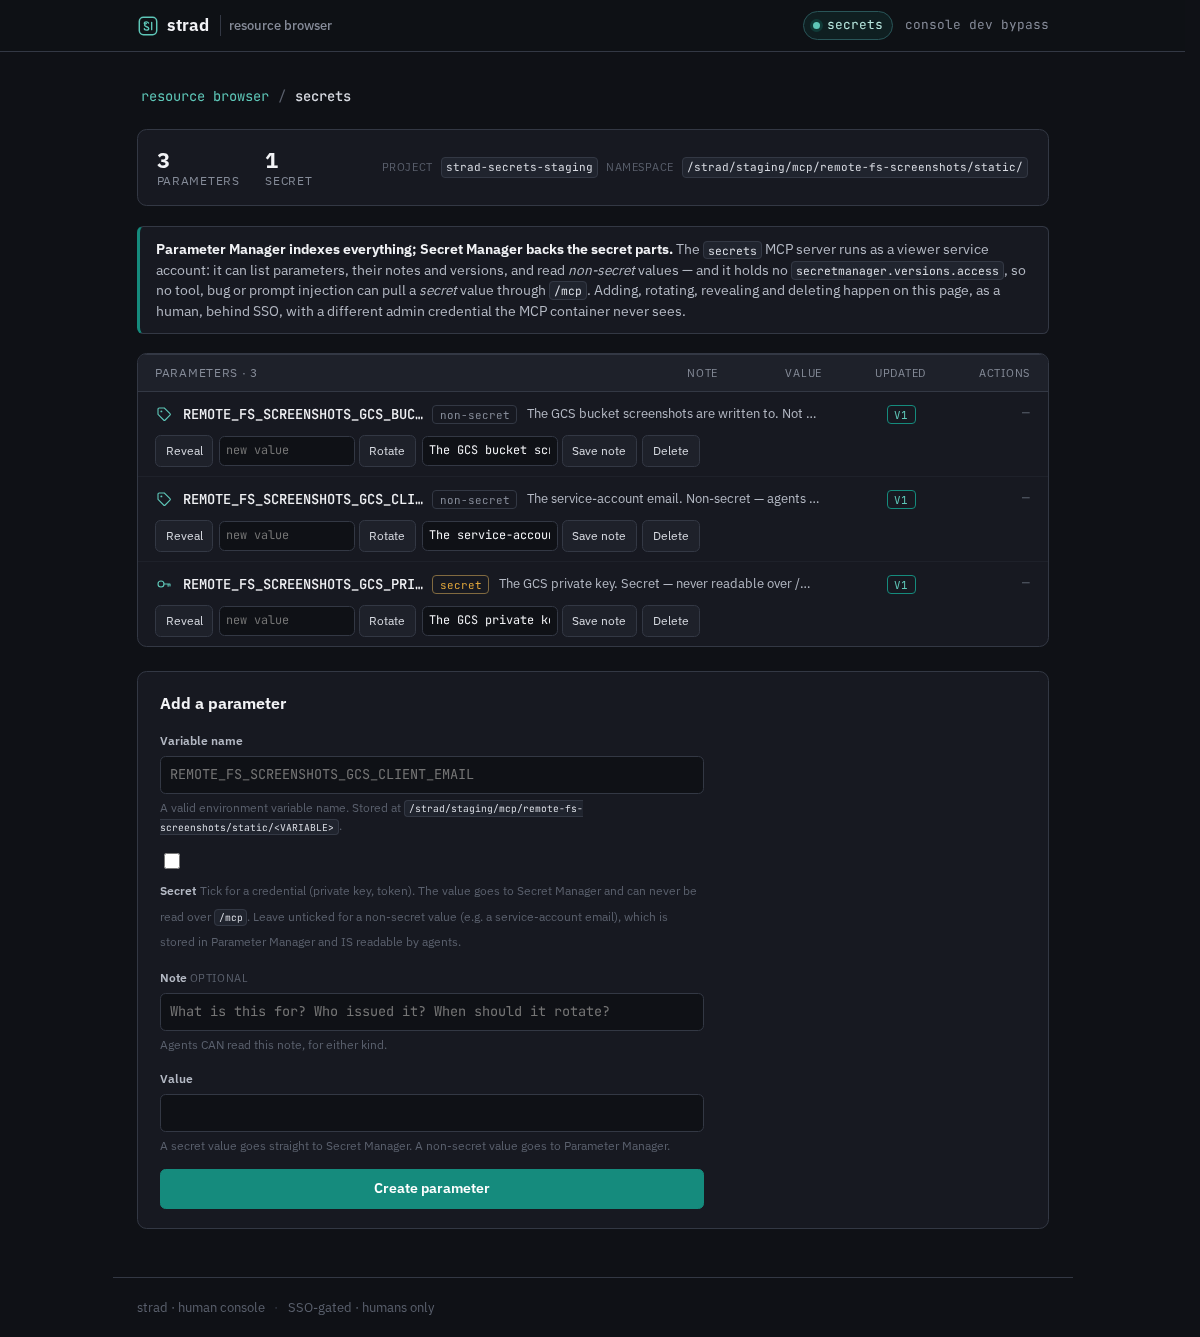 strad resource browser secrets console dev bypass
resource browser / secrets
3 1
PARAMETERS SECRET PROJECT strad-secrets-staging NAMESPACE /strad/staging/mcp/remote-fs-screenshots/static/
Parameter Manager indexes everything; Secret Manager backs the secret parts. The secrets MCP server runs as a viewer service
account: it can list parameters, their notes and versions, and read non-secret values — and it holds no secretmanager.versions.access, so
no tool, bug or prompt injection can pull a secret value through /mcp. Adding, rotating, revealing and deleting happen on this page, as a
human, behind SSO, with a different admin credential the MCP container never sees.
PARAMETERS · 3 NOTE VALUE UPDATED ACTIONS
REMOTE_FS_SCREENSHOTS_GCS_BUC… non-secret The GCS bucket screenshots are written to. Not … V1 —
Reveal new value Rotate The GCS bucket scr Save note Delete
REMOTE_FS_SCREENSHOTS_GCS_CLI… non-secret The service-account email. Non-secret — agents … V1 —
Reveal new value Rotate The service-accoun Save note Delete
REMOTE_FS_SCREENSHOTS_GCS_PRI… secret The GCS private key. Secret — never readable over /… V1 —
Reveal new value Rotate The GCS private ke Save note Delete
Add a parameter
Variable name
REMOTE_FS_SCREENSHOTS_GCS_CLIENT_EMAIL
A valid environment variable name. Stored at /strad/staging/mcp/remote-fs-
screenshots/static/<VARIABLE>.
Secret Tick for a credential (private key, token). The value goes to Secret Manager and can never be
read over /mcp. Leave unticked for a non-secret value (e.g. a service-account email), which is
stored in Parameter Manager and IS readable by agents.
Note OPTIONAL
What is this for? Who issued it? When should it rotate?
Agents CAN read this note, for either kind.
Value
A secret value goes straight to Secret Manager. A non-secret value goes to Parameter Manager.
Create parameter
strad · human console · SSO-gated · humans only